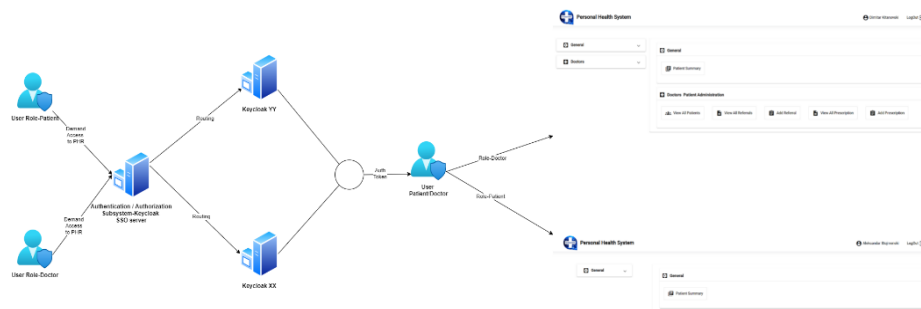 User Role-Patient
Demand
Access
to PHR
Demand
Access
to PHR
User Role-Doctor
Authentication / Authorization
Subsystem-Keycloak
SSO server
Routing
Routing
Keycloak YY
Keycloak XX
Auth
Token
User
Patient/Doctor
Role-Doctor
Role-Patient
Personal Health System
Logout
General
Doctors
General
Patient Summary
Doctors Patient Administration
View All Patients
View All Referrals
Add Referral
View All Prescription
Add Prescription
Personal Health System
Logout
General
General
Patient Summary